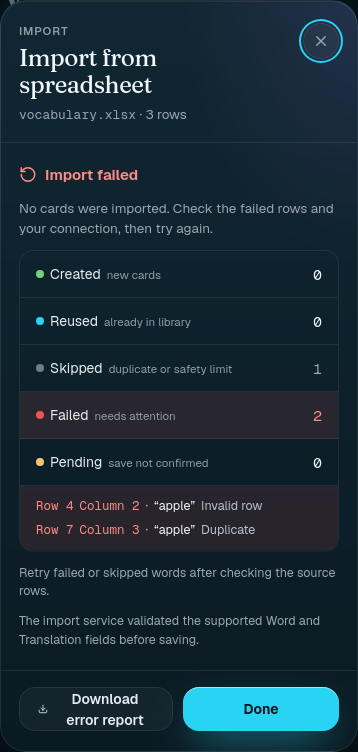 IMPORT
Import from
spreadsheet
vocabulary.xlsx · 3 rows
Import failed
No cards were imported. Check the failed rows and
your connection, then try again.
Created new cards 0
Reused already in library 0
Skipped duplicate or safety limit 1
Failed needs attention 2
Pending save not confirmed 0
Row 4 Column 2 · “apple” Invalid row
Row 7 Column 3 · “apple” Duplicate
Retry failed or skipped words after checking the source
rows.
The import service validated the supported Word and
Translation fields before saving.
Download
error report
Done